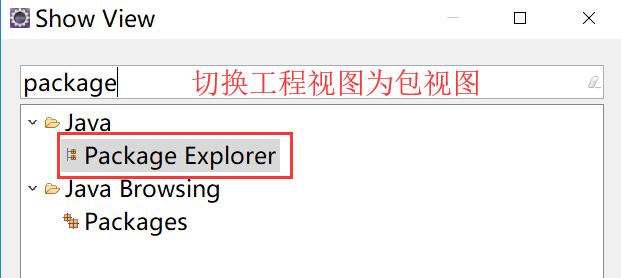 Show View
package 切换工程视图为包视图
Java
Package Explorer
Java Browsing
Packages